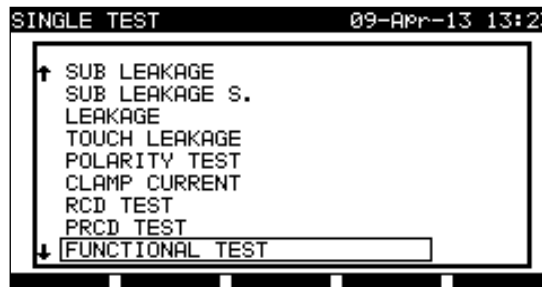 SINGLE TEST 09-Apr-13 13:2
↑ SUB LEAKAGE
SUB LEAKAGE S.
LEAKAGE
TOUCH LEAKAGE
POLARITY TEST
CLAMP CURRENT
RCD TEST
PRCD TEST
↓ FUNCTIONAL TEST